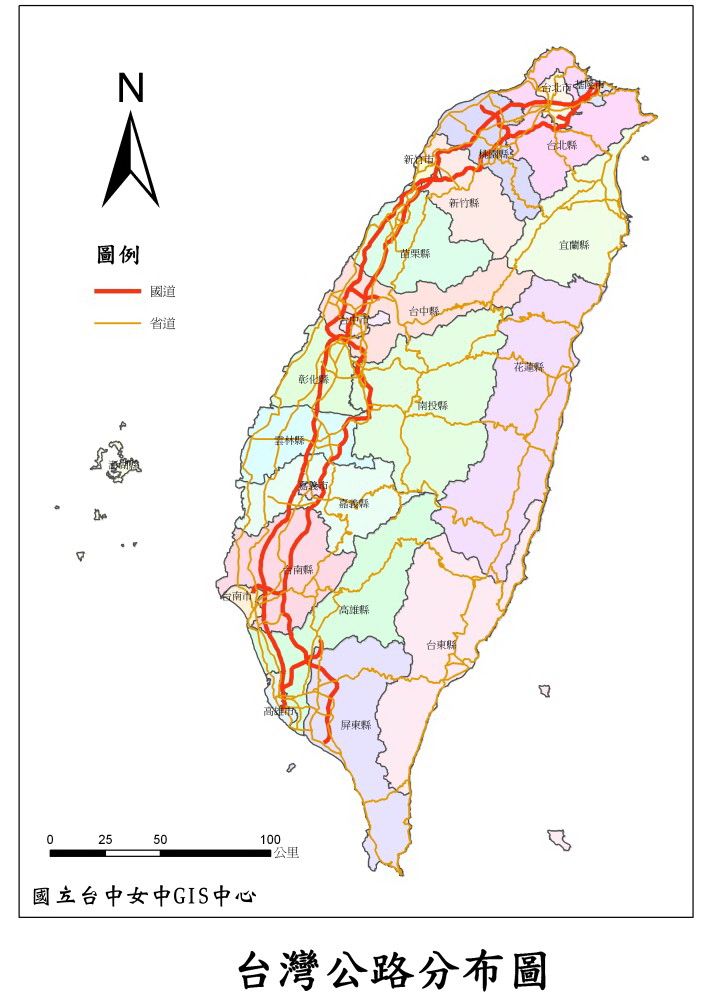 N
圖例
國道
省道
基隆市
台北市
台北縣
桃園縣
新竹市
新竹縣
宜蘭縣
苗栗縣
台中縣
台中市
花蓮縣
彰化縣
南投縣
雲林縣
澎湖縣
嘉義市
嘉義縣
台南縣
台南市
高雄縣
台東縣
高雄市
屏東縣
0 25 50 100
公里
國立台中女中GIS中心
台灣公路分布圖